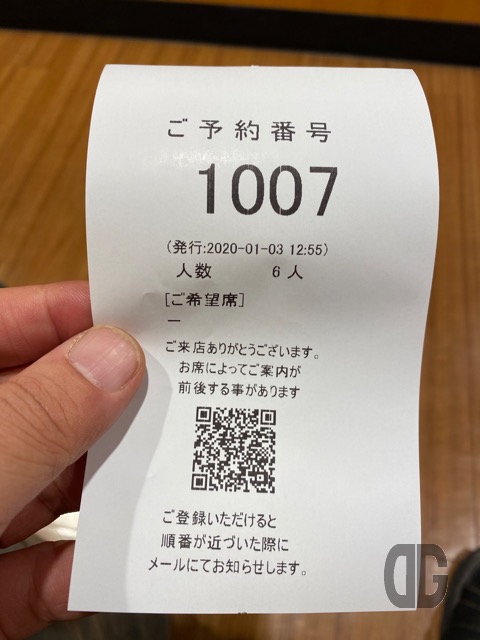 ご予約番号
1007
(発行:2020-01-03 12:55)
人数 6人
[ご希望席]
ー
ご来店ありがとうございます。
お席によってご案内が
前後する事があります
ご登録いただけると
順番が近づいた際に
メールにてお知らせします。
DG